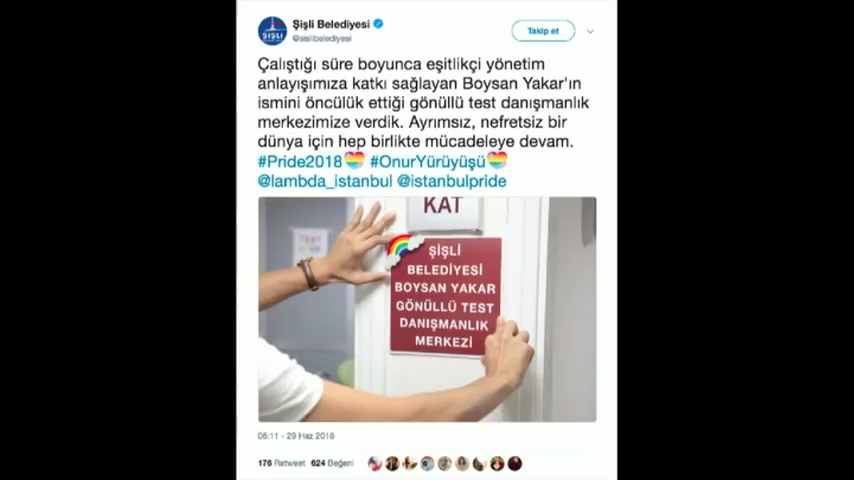 Şişli Belediyesi
@sislibelediyesi
Takip et
Çalıştığı süre boyunca eşitlikçi yönetim
anlayışımıza katkı sağlayan Boysan Yakar'ın
ismini öncülük ettiği gönüllü test danışmanlık
merkezimize verdik. Ayrımsız, nefretsiz bir
dünya için hep birlikte mücadeleye devam.
#Pride2018 #OnurYürüyüşü
@lambda_istanbul @istanbulpride
KAT
ŞİŞLİ
BELEDİYESİ
BOYSAN YAKAR
GÖNÜLLÜ TEST
DANIŞMANLIK
MERKEZİ
06:11 - 29 Haz 2018
176 Retweet 624 Beğeni